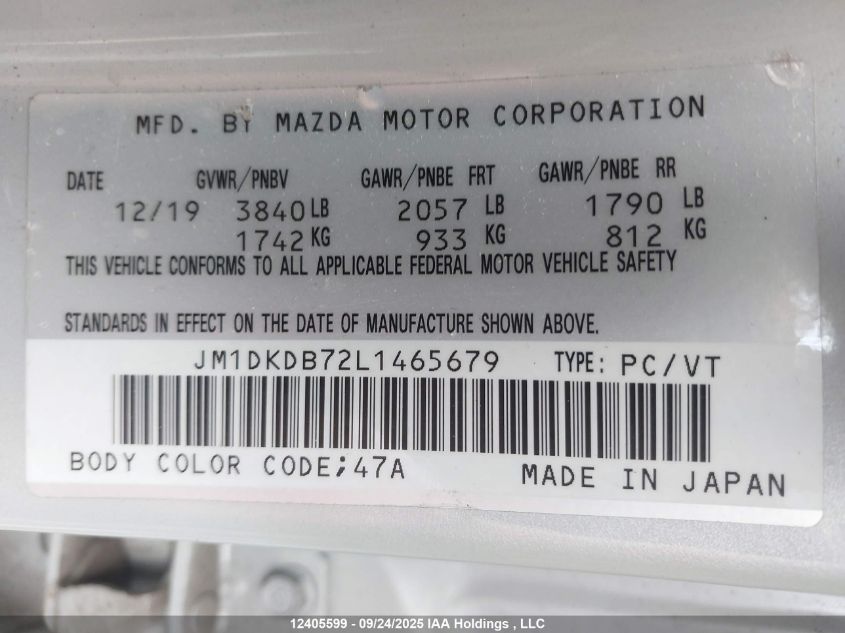 MFD. BY MAZDA MOTOR CORPORATION
DATE GVWR/PNBV GAWR/PNBE FRT GAWR/PNBE RR
12/19 3840 LB 2057 LB 1790 LB
1742 KG 933 KG 812 KG
THIS VEHICLE CONFORMS TO ALL APPLICABLE FEDERAL MOTOR VEHICLE SAFETY
STANDARDS IN EFFECT ON THE DATE OF MANUFACTURE SHOWN ABOVE.
JM1DKDB72L1465679 TYPE: PC/VT
BODY COLOR CODE;47A MADE IN JAPAN
12405599 - 09/24/2025 IAA Holdings , LLC